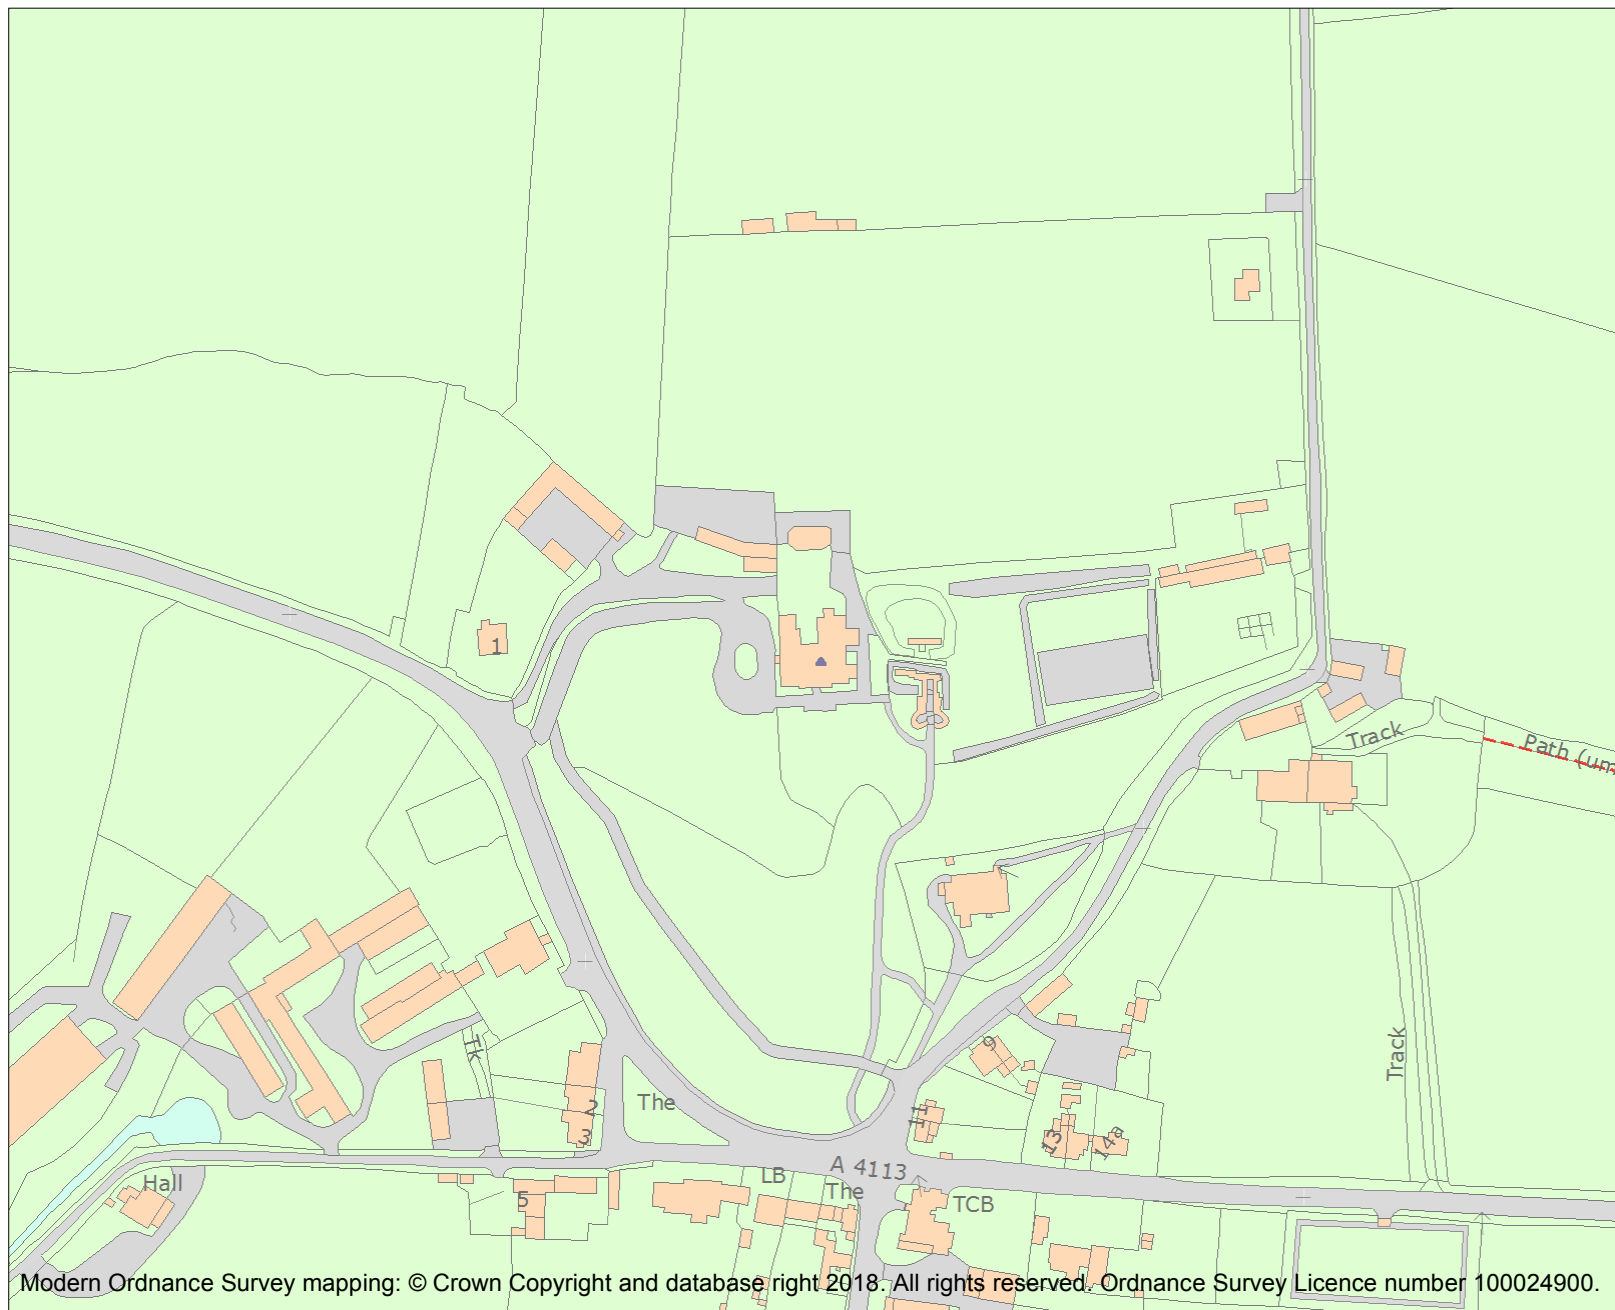 1
Track
Path (um
9
Tk
Track
The
2
11
3
13
14a
A 4113
LB
Hall
The
5
TCB
Modern Ordnance Survey mapping: © Crown Copyright and database right 2018. All rights reserved. Ordnance Survey Licence number 100024900.